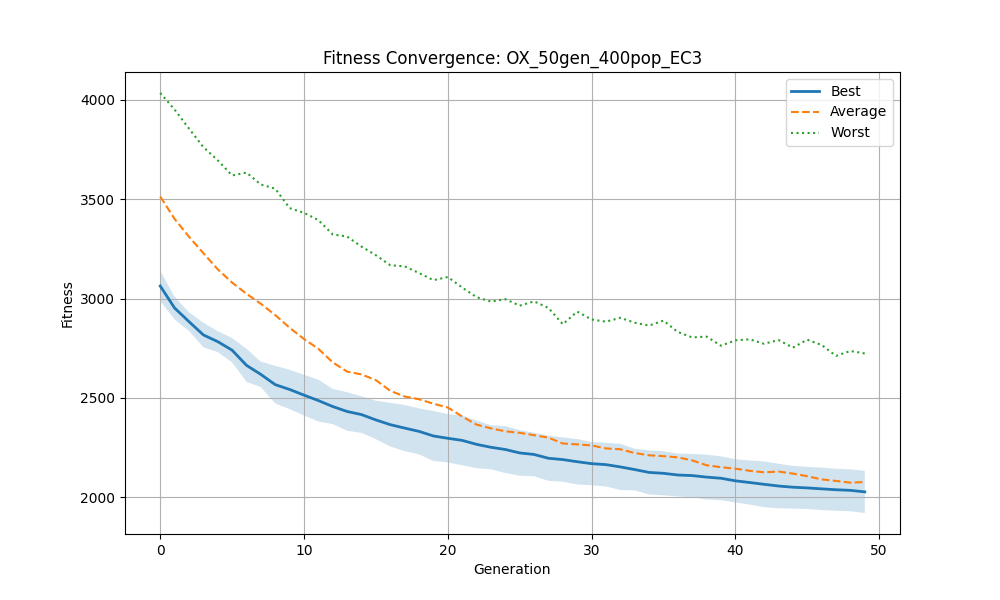 Fitness Convergence: OX_50gen_400pop_EC3
Best
Average
Worst
4000
3500
3000
2500
2000
Fitness
0 10 20 30 40 50
Generation